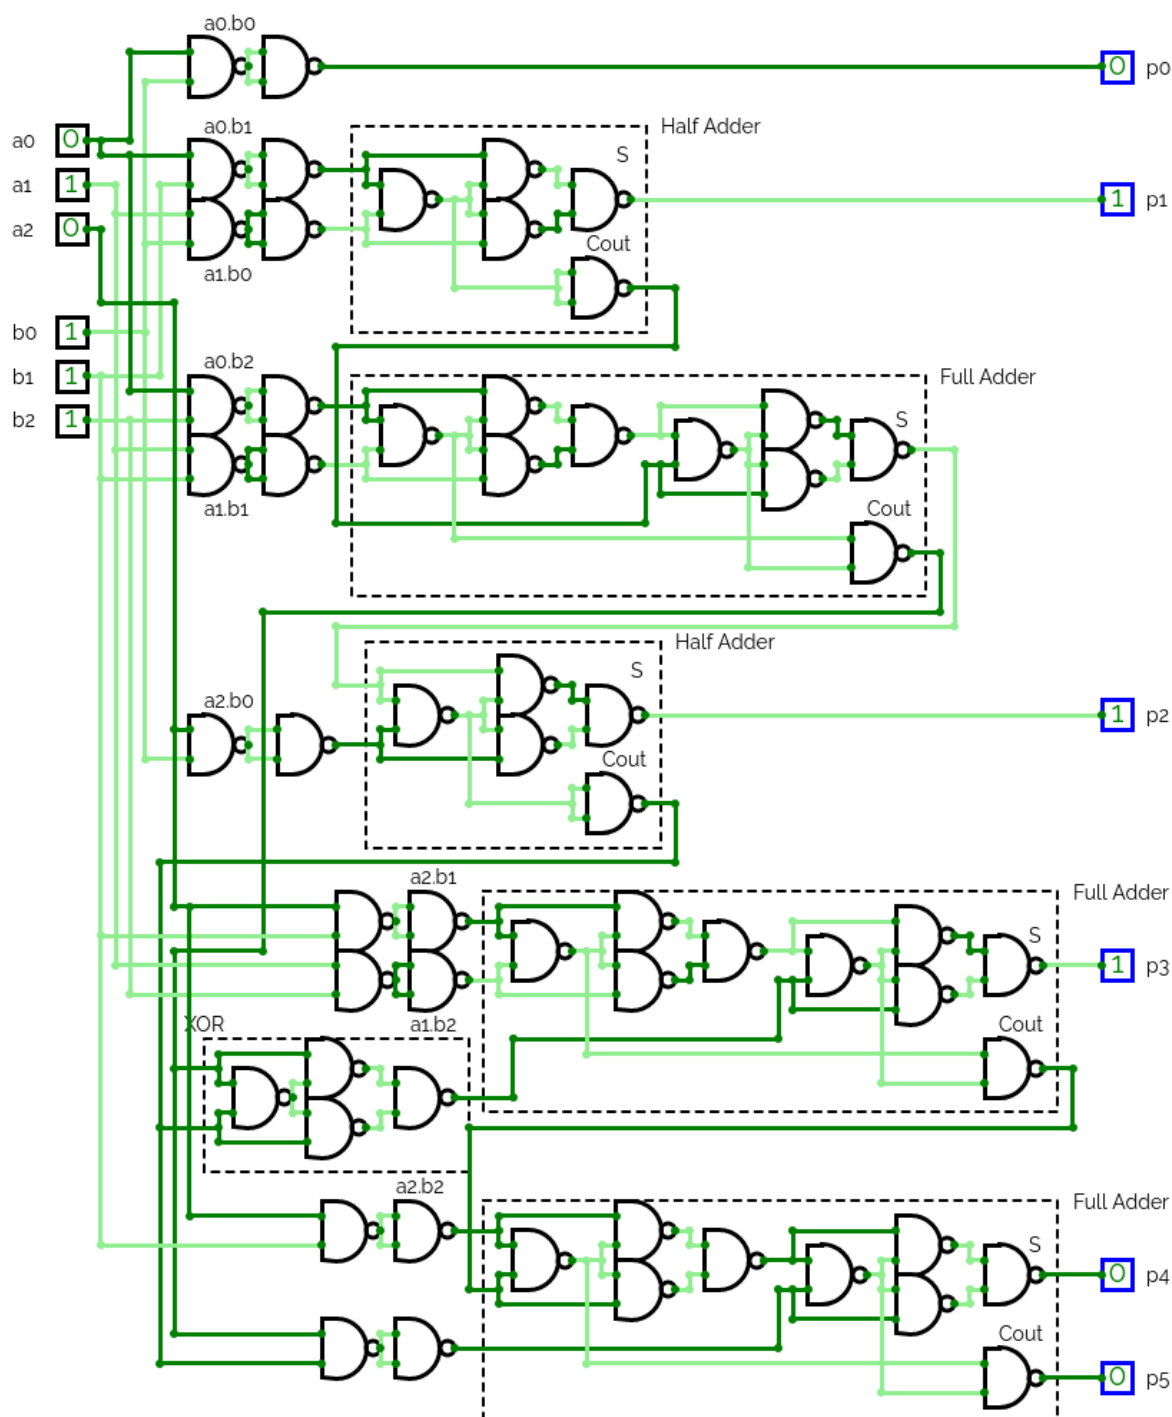 a0.b0
0 p0
a0 0 a0.b1 Half Adder
S
a1 1 1 p1
a2 0
Cout
a1.b0
b0 1
a0.b2
b1 1 Full Adder
b2 1 S
a1.b1 Cout
Half Adder
S
a2.b0
1 p2
Cout
a2.b1
Full Adder
S
1 p3
XOR a1.b2 Cout
a2.b2
Full Adder
S
0 p4
Cout
0 p5